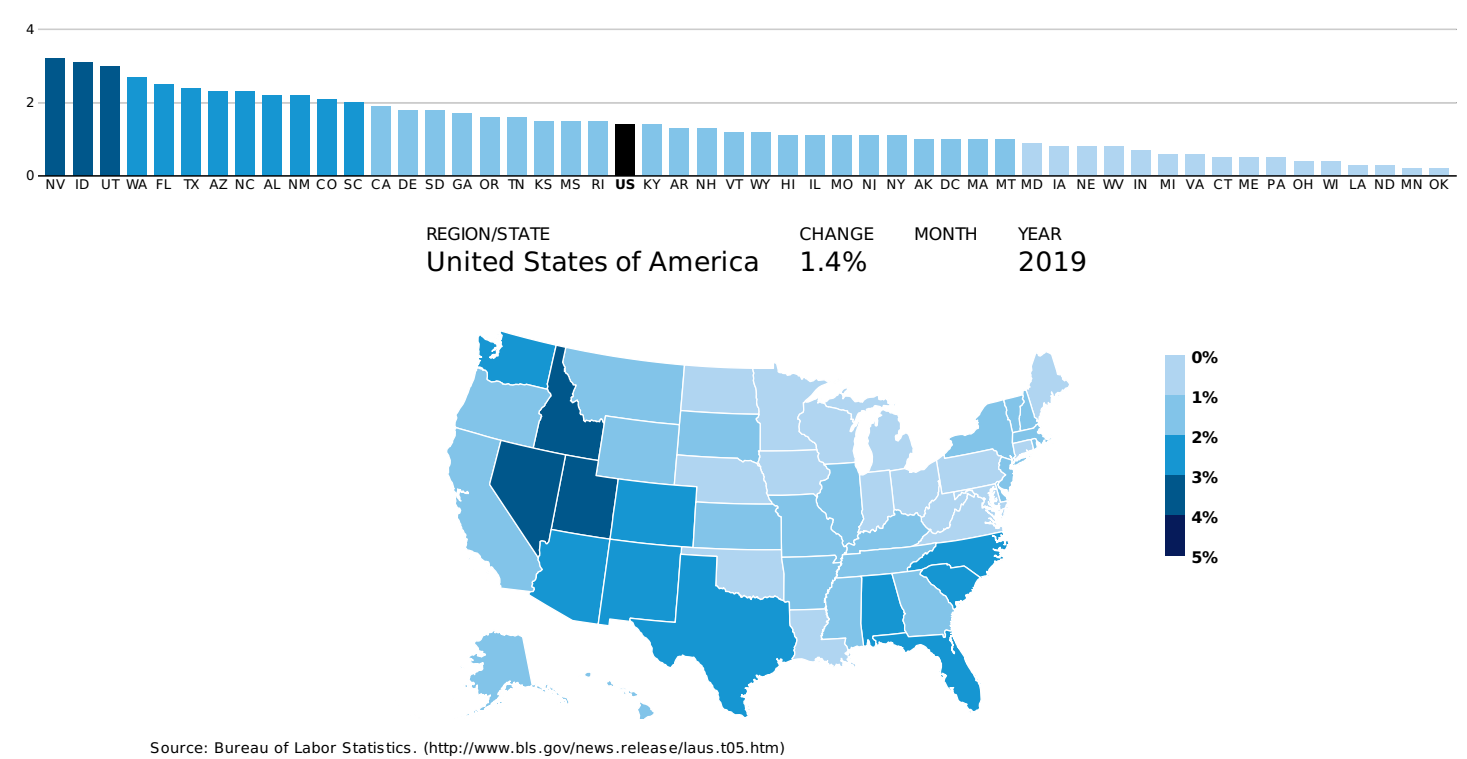 4
2
0
NV ID UT WA FL TX AZ NC AL NM CO SC CA DE SD GA OR TN KS MS RI US KY AR NH VT WY HI IL MO NJ NY AK DC MA MT MD IA NE WV IN MI VA CT ME PA OH WI LA ND MN OK
REGION/STATE CHANGE MONTH YEAR
United States of America 1.4% 2019
0%
1%
2%
3%
4%
5%
Source: Bureau of Labor Statistics. (http://www.bls.gov/news.release/laus.t05.htm)